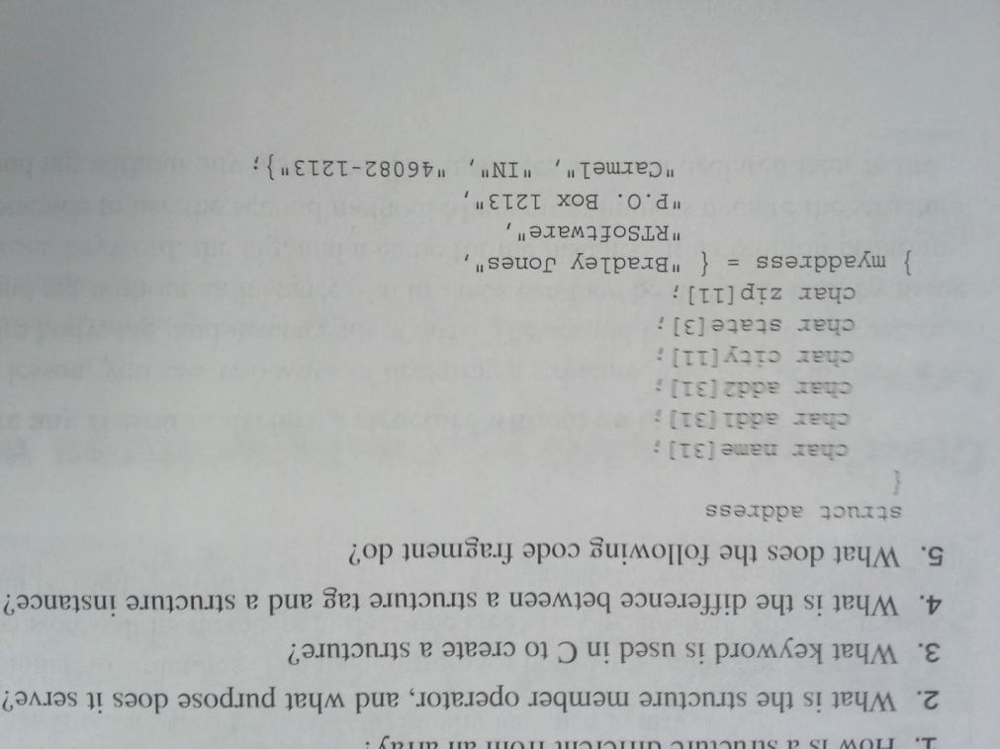 1. How is a structure different from an array?
2. What is the structure member operator, and what purpose does it serve?
3. What keyword is used in C to create a structure?
4. What is the difference between a structure tag and a structure instance?
5. What does the following code fragment do?
struct address
{
char name[31];
char add1[31];
char add2[31];
char city[11];
char state[3];
char zip[11];
} myaddress = { "Bradley Jones",
"RTSoftware",
"P.O. Box 1213",
"Carmel", "IN", "46082-1213"};